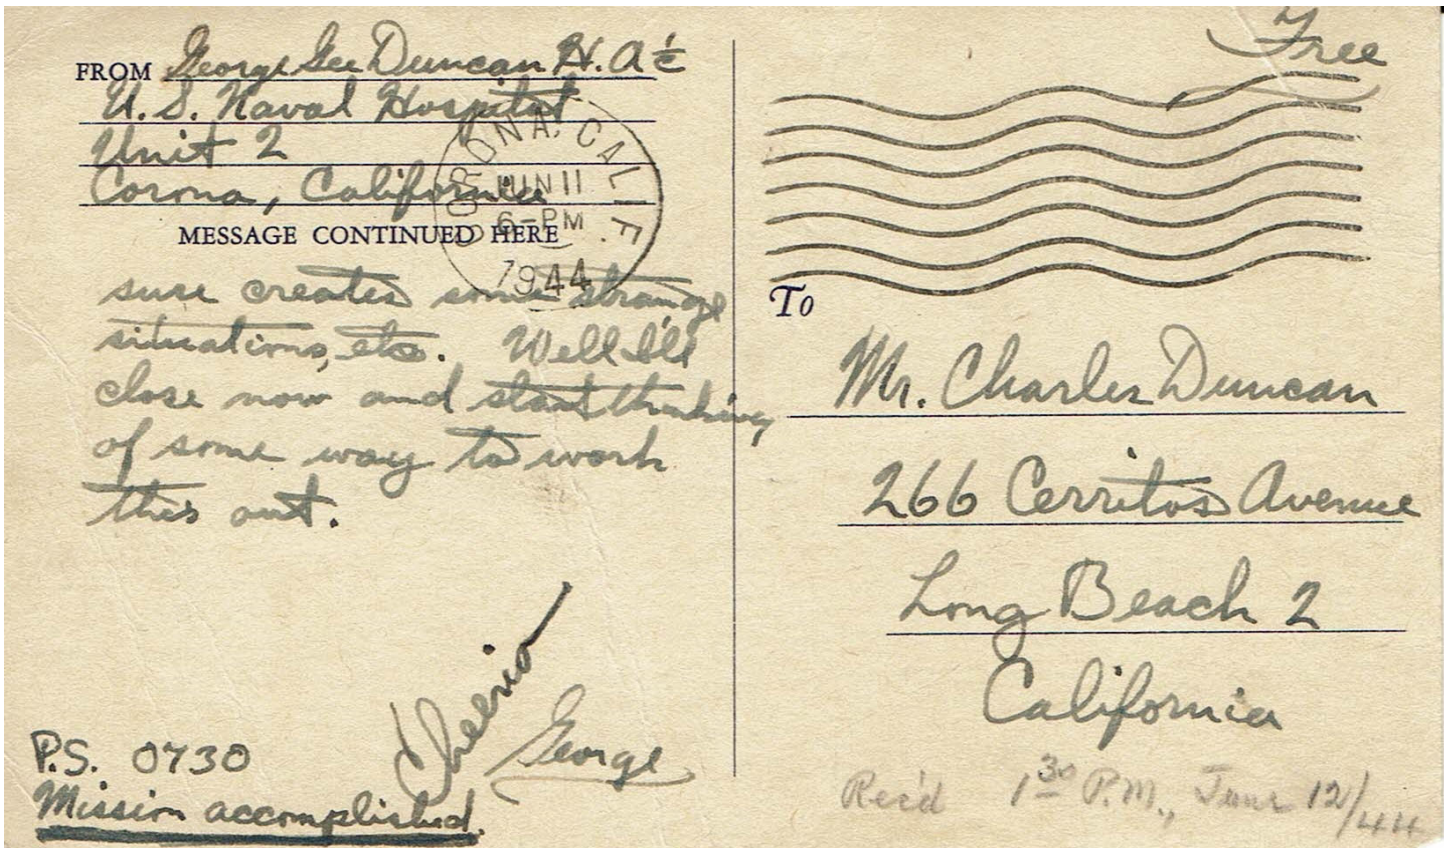 FROM George Gee Duncan H.A 1/c
U.S. Naval Hospital
Unit 2
Corona, California
MESSAGE CONTINUED HERE
sure creates some strange
situations, etc. Well I'll
close now and start thinking
of some way to work
this out.
Cheerio
George
P.S. 0730
Mission accomplished.
CORONA, CALIF.
JUN 11
6-PM
1944
Free
To
Mr. Charles Duncan
266 Cerritos Avenue
Long Beach 2
California
Rec'd 1 30 P.M., June 12/44